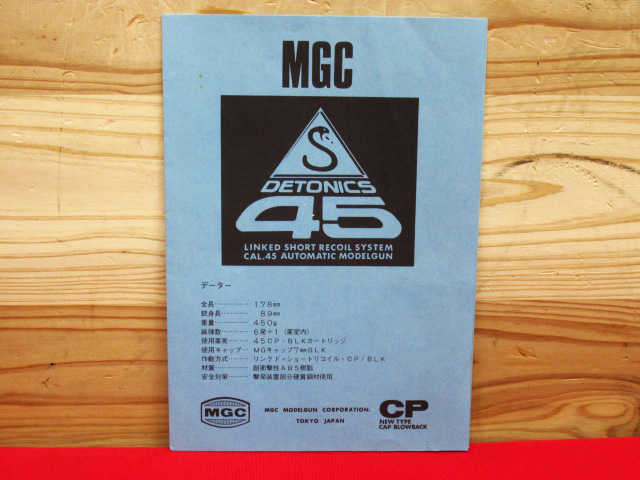 MGC
DETONICS
45
LINKED SHORT RECOIL SYSTEM
CAL.45 AUTOMATIC MODELGUN
データー
全長………… 178㎜
銃身長……… 89㎜
重量………… 450g
装弾数……… 6発+1(薬室内)
使用薬莢…… 45CP・BLKカートリッジ
使用キャップ… MGキャップ7㎜BLK
作動方式…… リンクド・ショートリコイル・CP/BLK
材質………… 耐衝撃性ABS樹脂
安全対策…… 撃発装置部分硬質鋼材使用
MGC
MGC MODELGUN CORPORATION.
TOKYO JAPAN
CP
NEW TYPE
CAP BLOWBACK